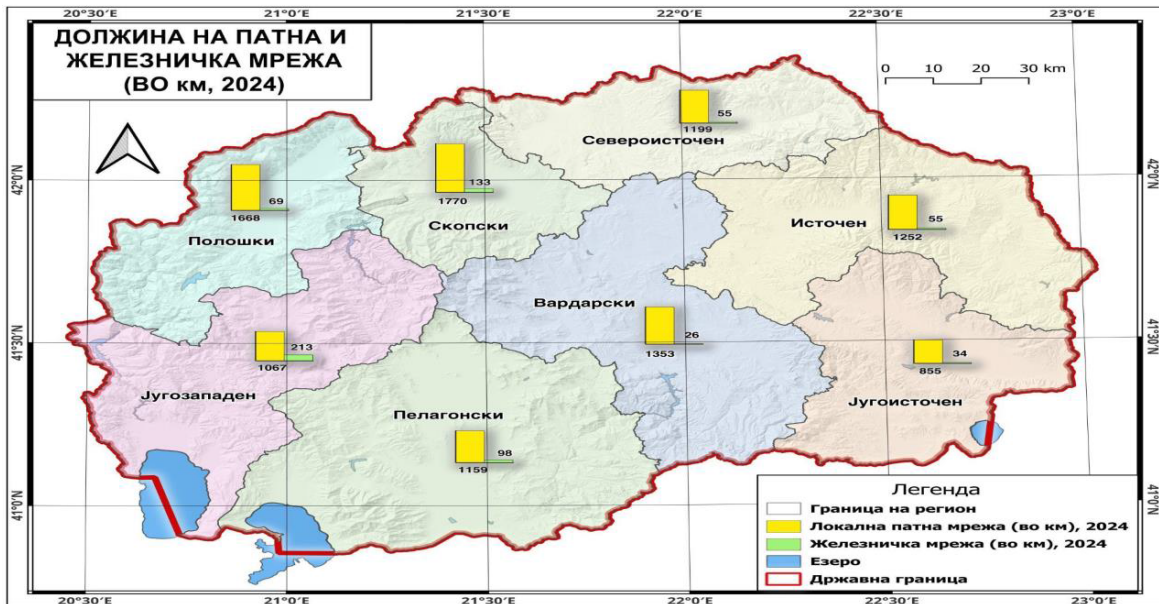 20°30'E 21°0'E 21°30'E 22°0'E 22°30'E 23°0'E
ДОЛЖИНА НА ПАТНА И
ЖЕЛЕЗНИЧКА МРЕЖА
(ВО км, 2024)
0 10 20 30 km
42°0'N
42°0'N
41°30'N
41°30'N
41°0'N
41°0'N
55
1199
Североисточен
133
1770
Скопски
69
1668
Полошки
55
1252
Источен
Вардарски
26
1353
213
1067
Југозападен
34
855
Југоисточен
Пелагонски
98
1159
Легенда
Граница на регион
Локална патна мрежа (во км), 2024
Железничка мрежа (во км), 2024
Езеро
Државна граница
20°30'E 21°0'E 21°30'E 22°0'E 22°30'E 23°0'E